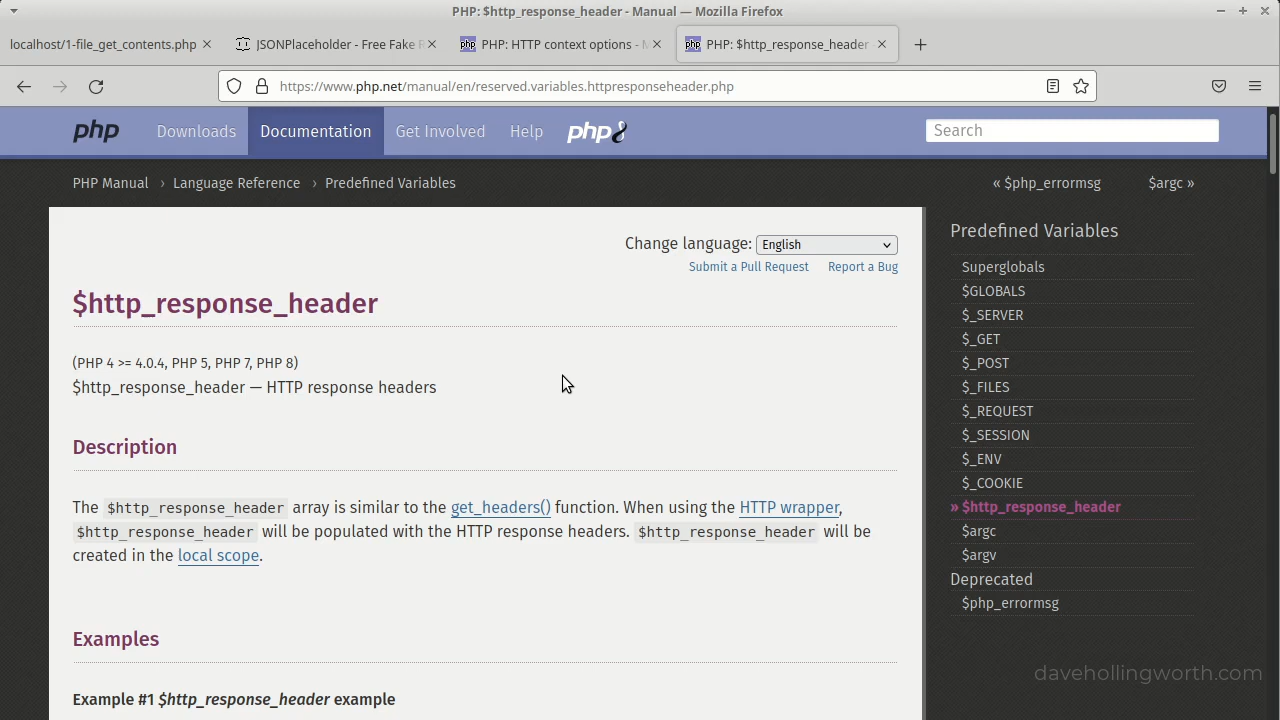 PHP: $http_response_header - Manual — Mozilla Firefox
localhost/1-file_get_contents.php
JSONPlaceholder - Free Fake R
PHP: HTTP context options - M
PHP: $http_response_header
https://www.php.net/manual/en/reserved.variables.httpresponseheader.php
php Downloads Documentation Get Involved Help php8 Search
PHP Manual › Language Reference › Predefined Variables
« $php_errormsg $argc »
Change language: English
Submit a Pull Request Report a Bug
$http_response_header
(PHP 4 >= 4.0.4, PHP 5, PHP 7, PHP 8)
$http_response_header — HTTP response headers
Description
The $http_response_header array is similar to the get_headers() function. When using the HTTP wrapper,
$http_response_header will be populated with the HTTP response headers. $http_response_header will be
created in the local scope.
Examples
Example #1 $http_response_header example
Predefined Variables
Superglobals
$GLOBALS
$_SERVER
$_GET
$_POST
$_FILES
$_REQUEST
$_SESSION
$_ENV
$_COOKIE
» $http_response_header
$argc
$argv
Deprecated
$php_errormsg
davehollingworth.com